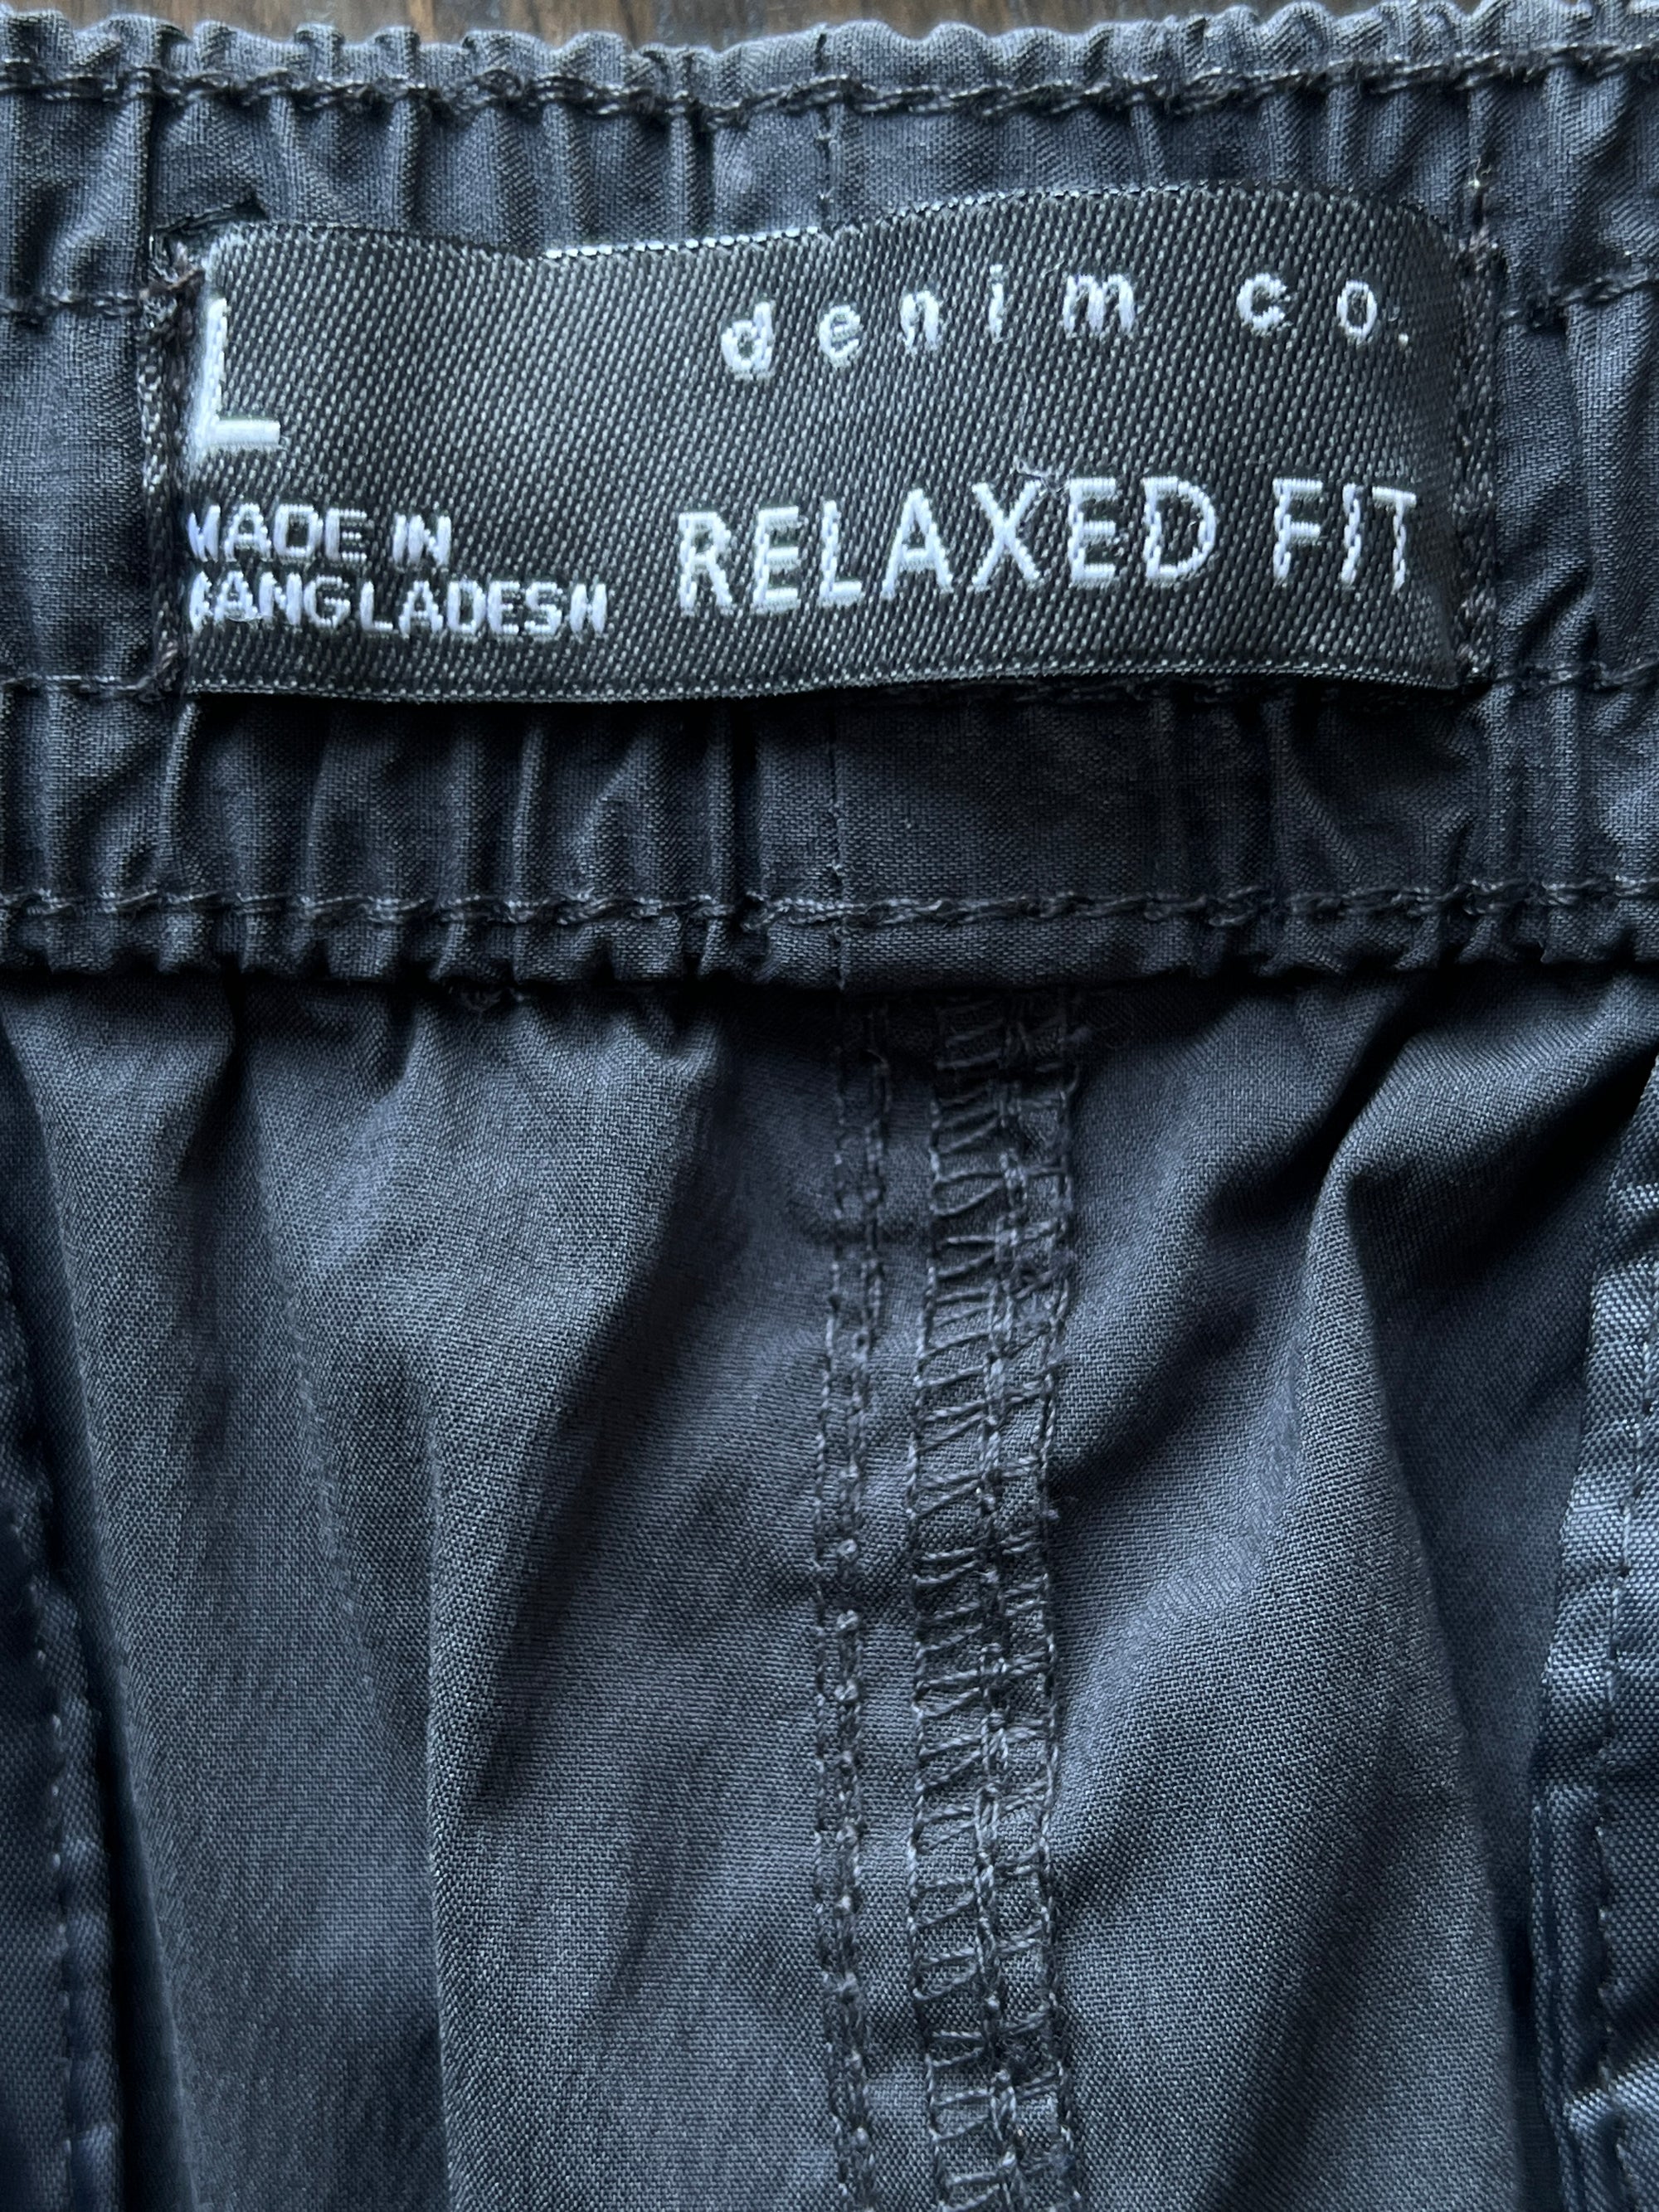 L
denim co.
MADE IN
BANGLADESH
RELAXED FIT